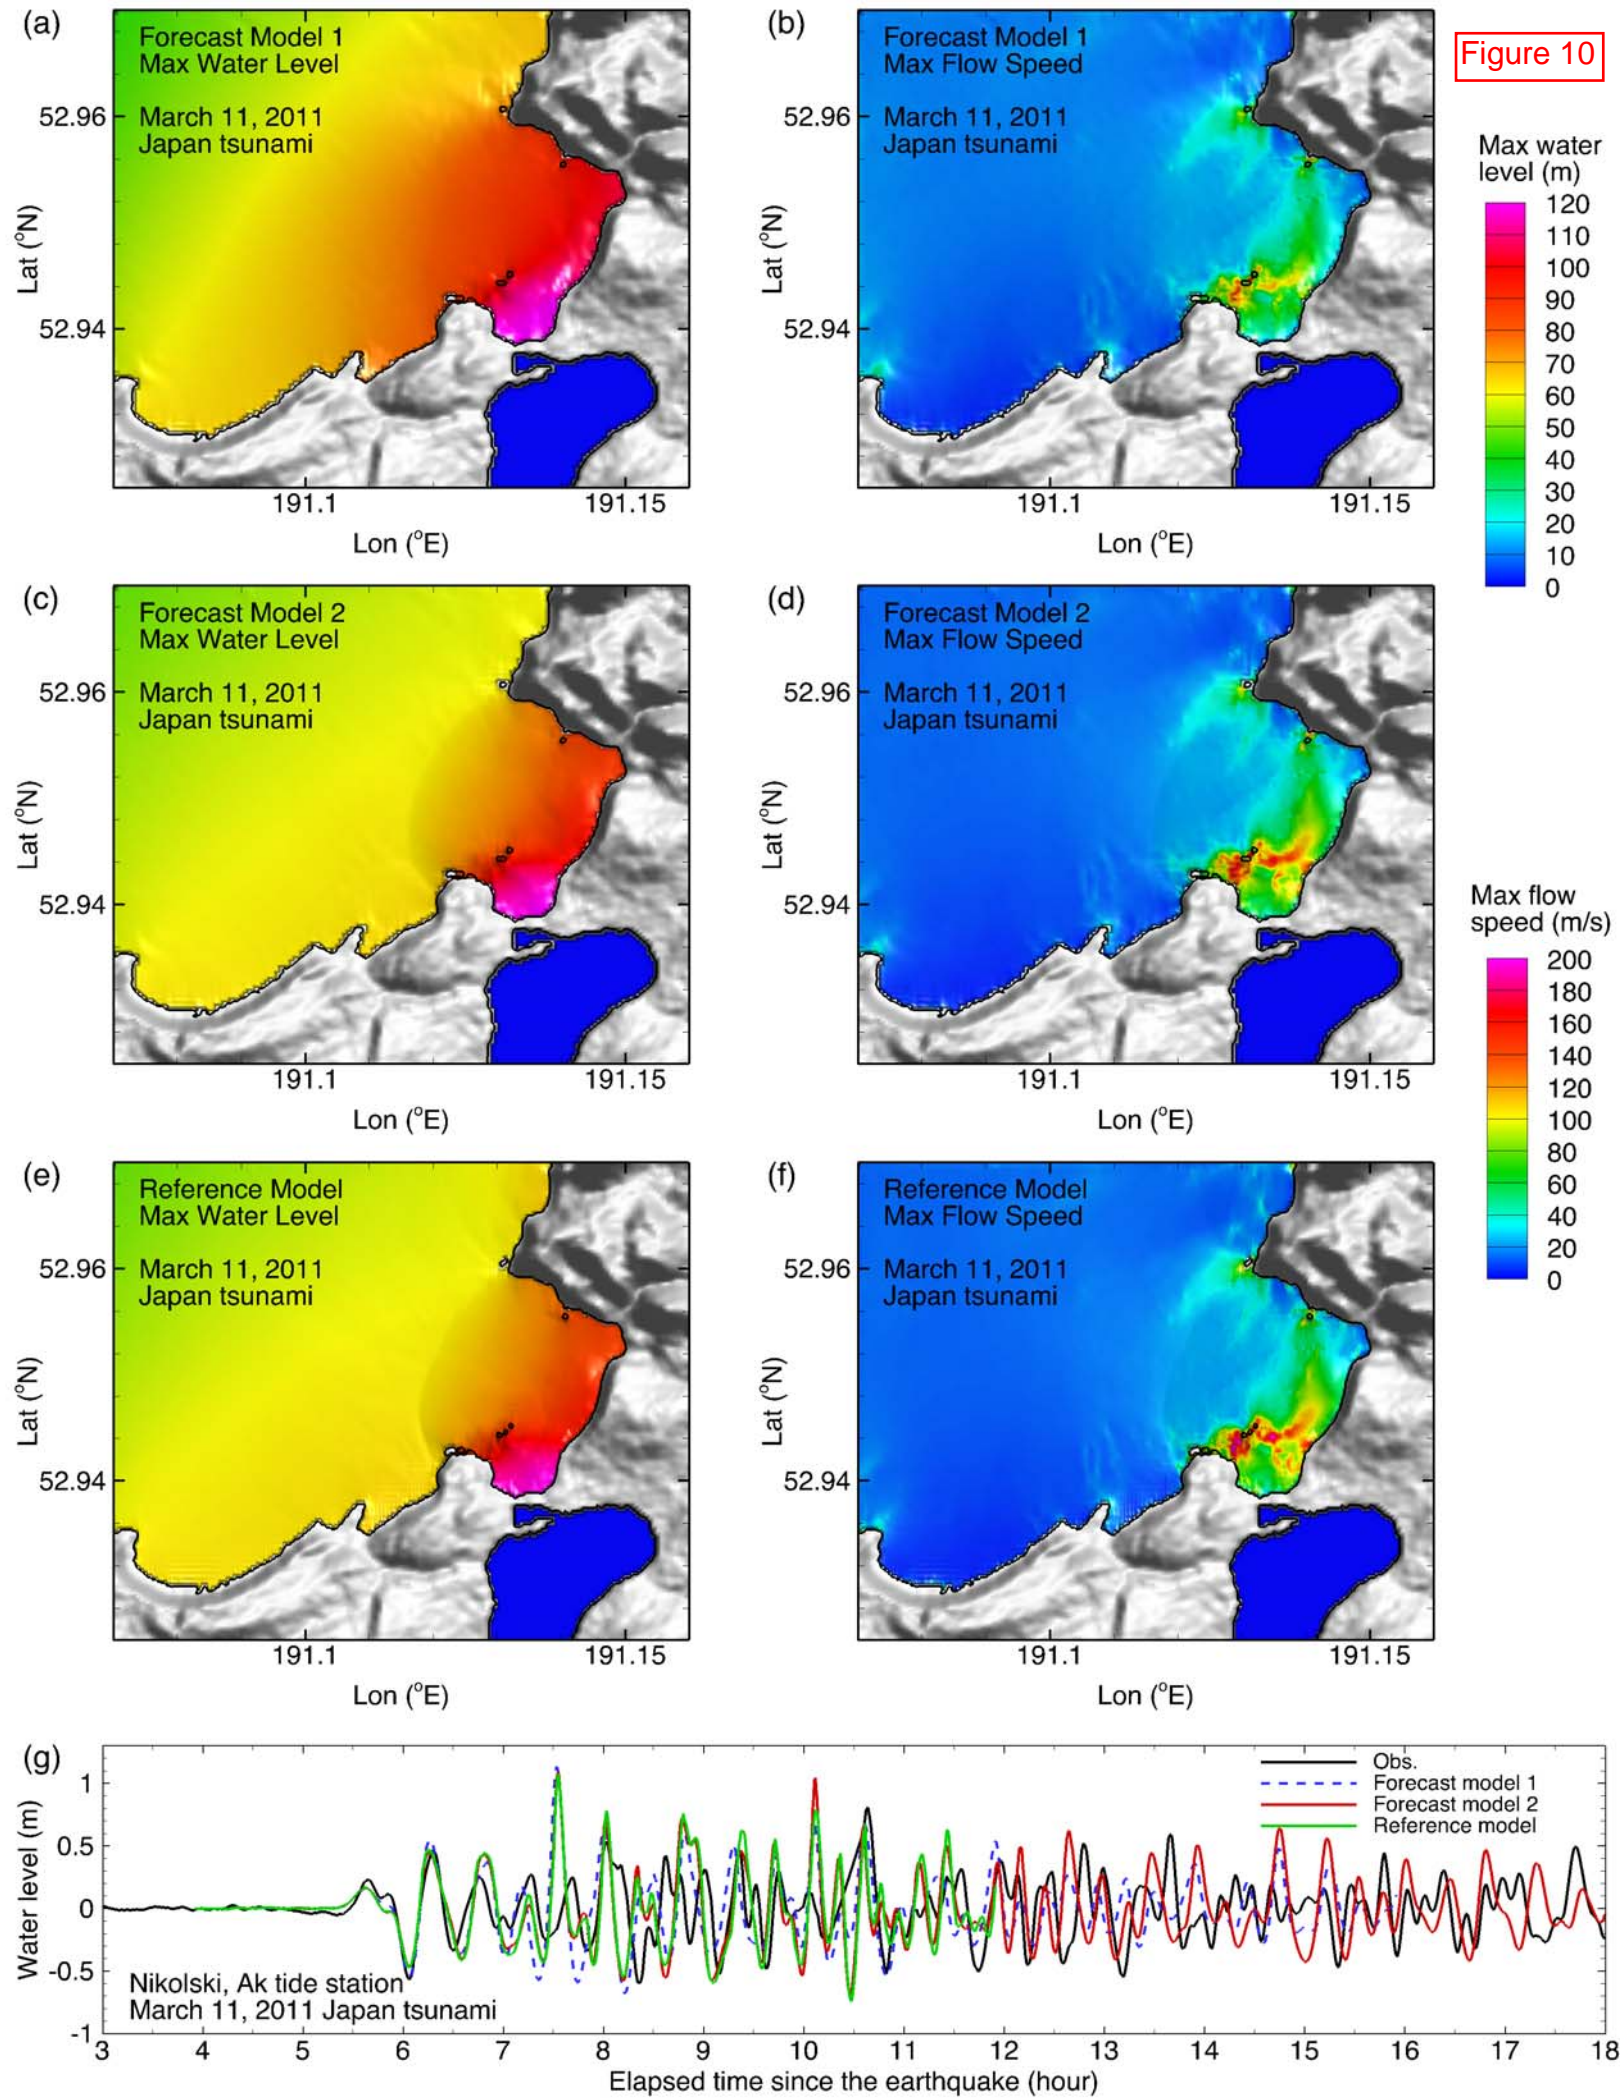 Figure 10
(a)
Forecast Model 1
Max Water Level
March 11, 2011
Japan tsunami
52.96
52.94
Lat (°N)
191.1
191.15
Lon (°E)
(b)
Forecast Model 1
Max Flow Speed
March 11, 2011
Japan tsunami
52.96
52.94
Lat (°N)
191.1
191.15
Lon (°E)
Max water
level (m)
120
110
100
90
80
70
60
50
40
30
20
10
0
(c)
Forecast Model 2
Max Water Level
March 11, 2011
Japan tsunami
52.96
52.94
Lat (°N)
191.1
191.15
Lon (°E)
(d)
Forecast Model 2
Max Flow Speed
March 11, 2011
Japan tsunami
52.96
52.94
Lat (°N)
191.1
191.15
Lon (°E)
Max flow
speed (m/s)
200
180
160
140
120
100
80
60
40
20
0
(e)
Reference Model
Max Water Level
March 11, 2011
Japan tsunami
52.96
52.94
Lat (°N)
191.1
191.15
Lon (°E)
(f)
Reference Model
Max Flow Speed
March 11, 2011
Japan tsunami
52.96
52.94
Lat (°N)
191.1
191.15
Lon (°E)
(g)
Obs.
Forecast model 1
Forecast model 2
Reference model
Water level (m)
1
0.5
0
-0.5
-1
Nikolski, Ak tide station
March 11, 2011 Japan tsunami
3 4 5 6 7 8 9 10 11 12 13 14 15 16 17 18
Elapsed time since the earthquake (hour)